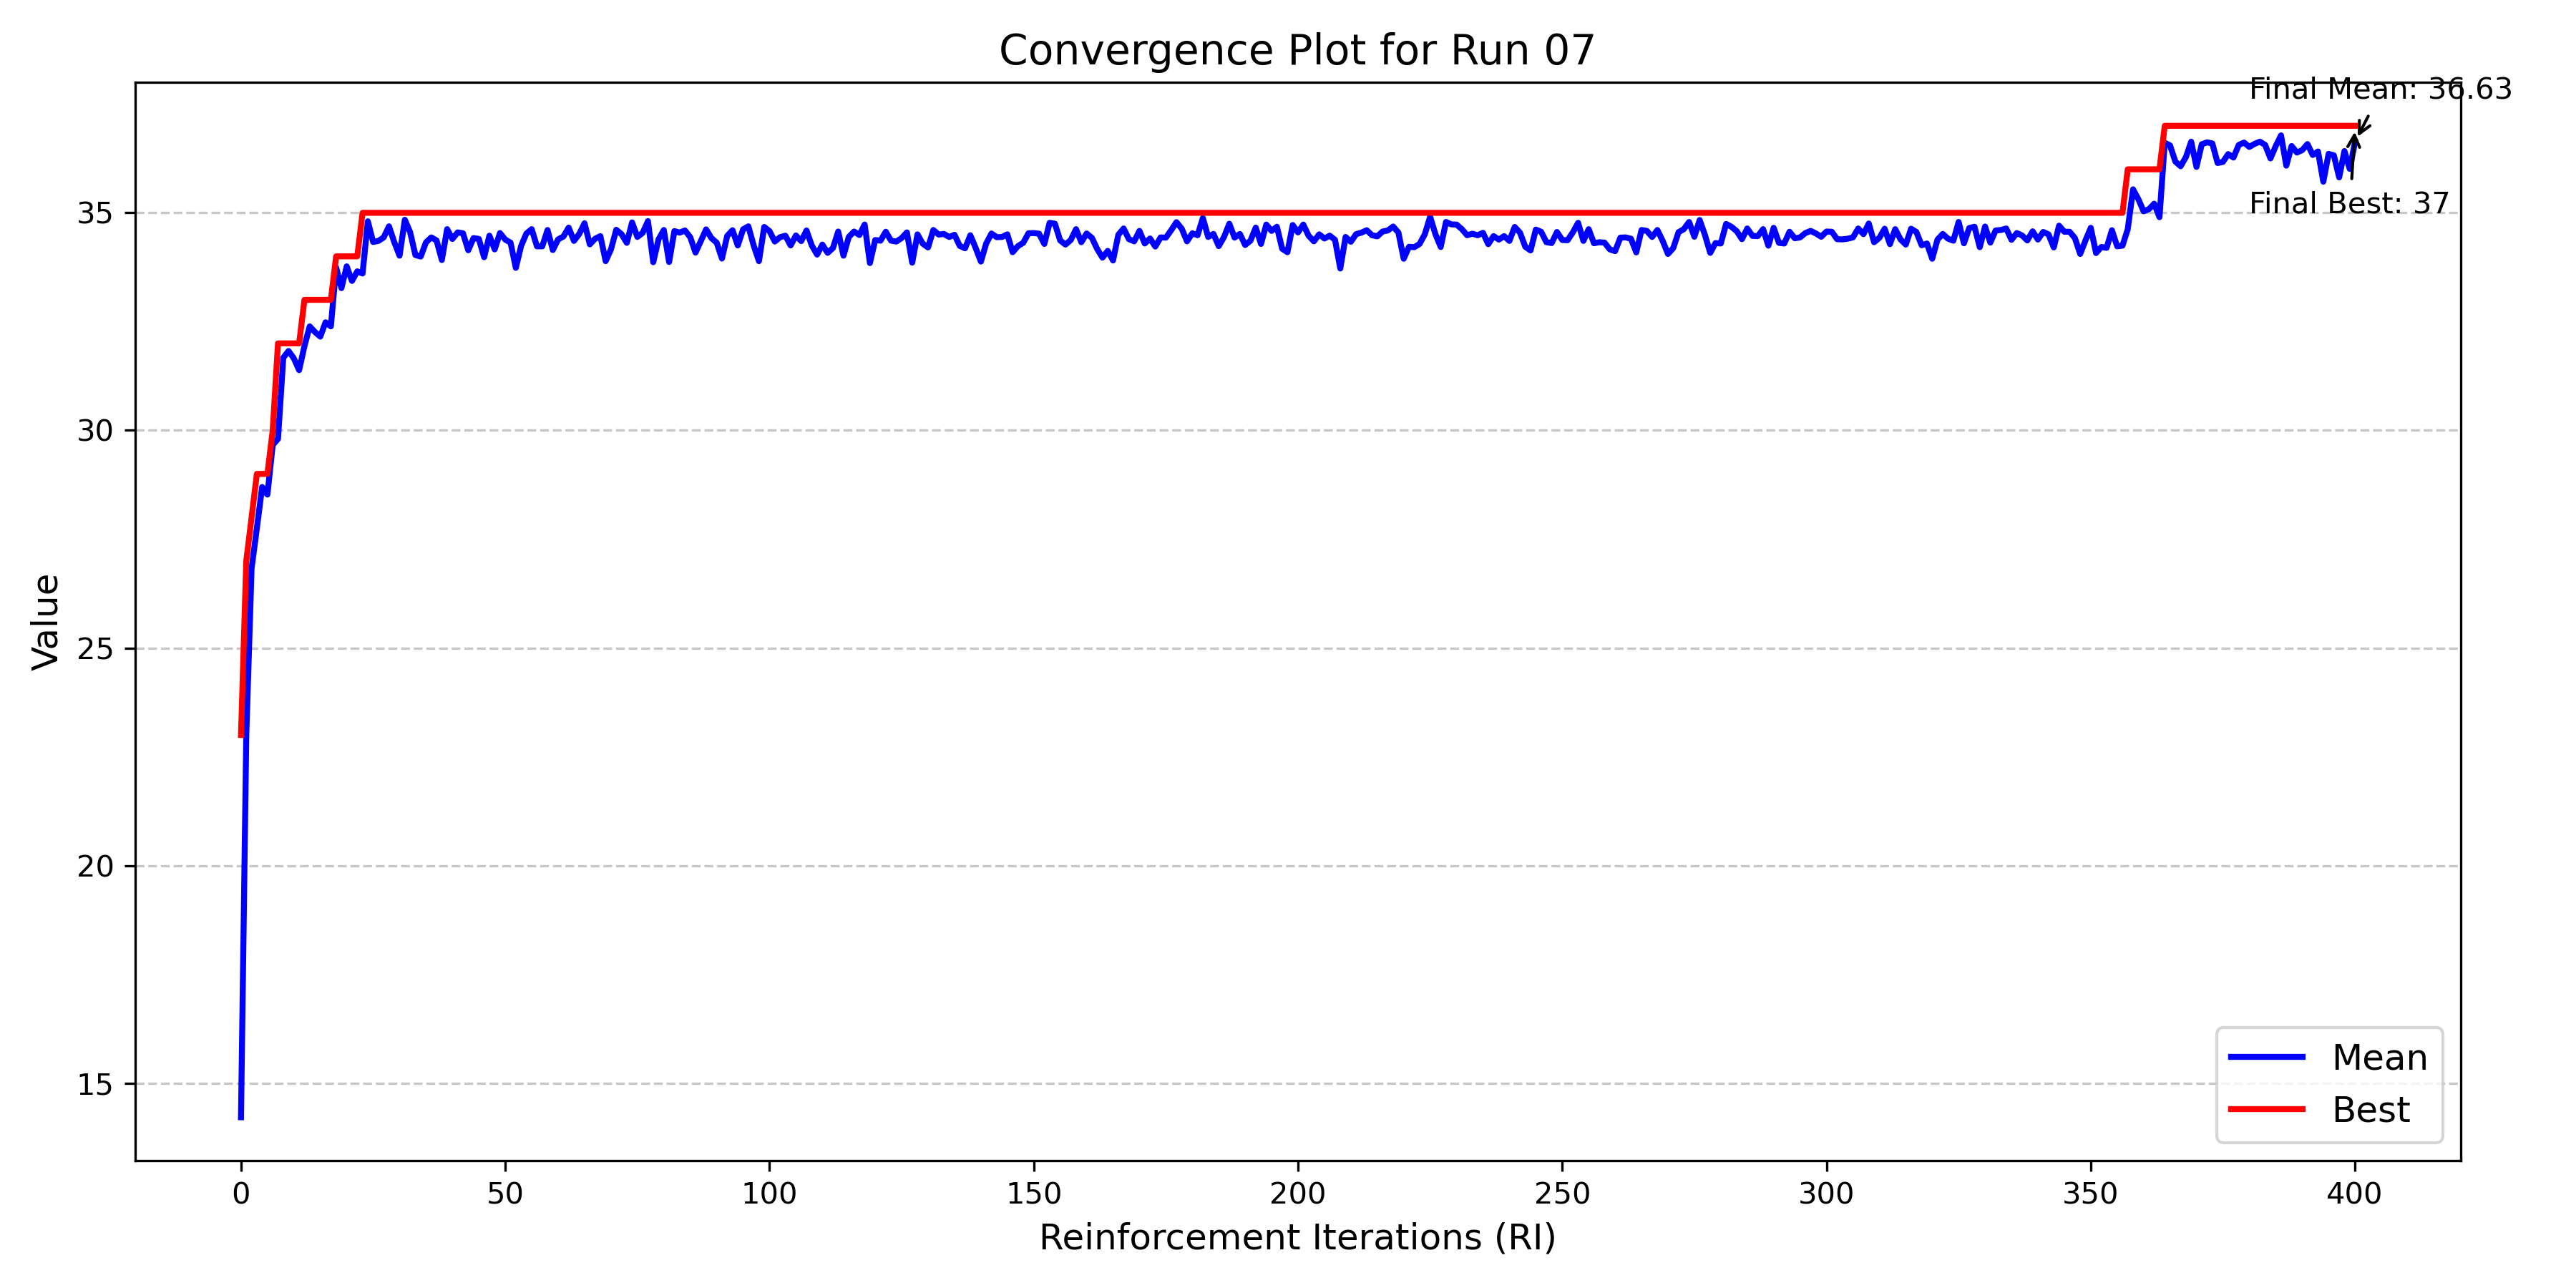 Convergence Plot for Run 07
Final Mean: 36.63
Final Best: 37
35
30
25
20
15
Value
Mean
Best
0 50 100 150 200 250 300 350 400
Reinforcement Iterations (RI)